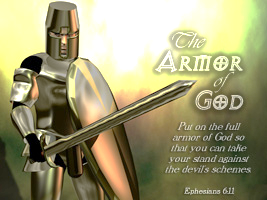 The
ARMOR
of
GOD
Put on the full
armor of God so
that you can take
your stand against
the devil's schemes.
Ephesians 6:11